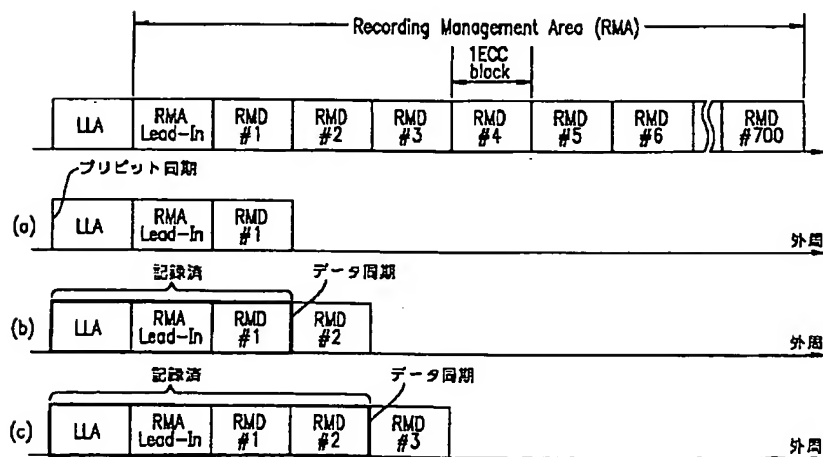 Recording Management Area (RMA)
1ECC
block
LLA
RMA
Lead-In
RMD
#1
RMD
#2
RMD
#3
RMD
#4
RMD
#5
RMD
#6
RMD
#700
プリピット同期
(a)
LLA
RMA
Lead-In
RMD
#1
外周
記録済
データ同期
(b)
LLA
RMA
Lead-In
RMD
#1
RMD
#2
外周
記録済
データ同期
(c)
LLA
RMA
Lead-In
RMD
#1
RMD
#2
RMD
#3
外周